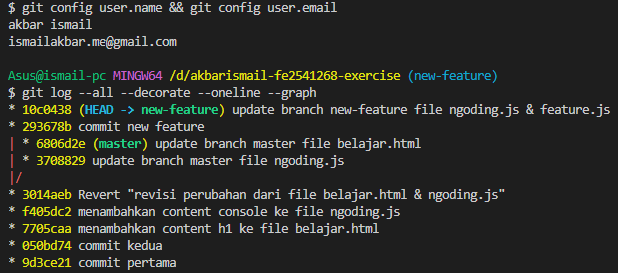 $ git config user.name && git config user.email
akbar ismail
ismailakbar.me@gmail.com
Asus@ismail-pc MINGW64 /d/akbarismail-fe2541268-exercise (new-feature)
$ git log --all --decorate --oneline --graph
* 10c0438 (HEAD -> new-feature) update branch new-feature file ngoding.js & feature.js
* 293678b commit new feature
| * 6806d2e (master) update branch master file belajar.html
| * 3708829 update branch master file ngoding.js
|/
* 3014aeb Revert "revisi perubahan dari file belajar.html & ngoding.js"
* f405dc2 menambahkan content console ke file ngoding.js
* 7705caa menambahkan content h1 ke file belajar.html
* 050bd74 commit kedua
* 9d3ce21 commit pertama